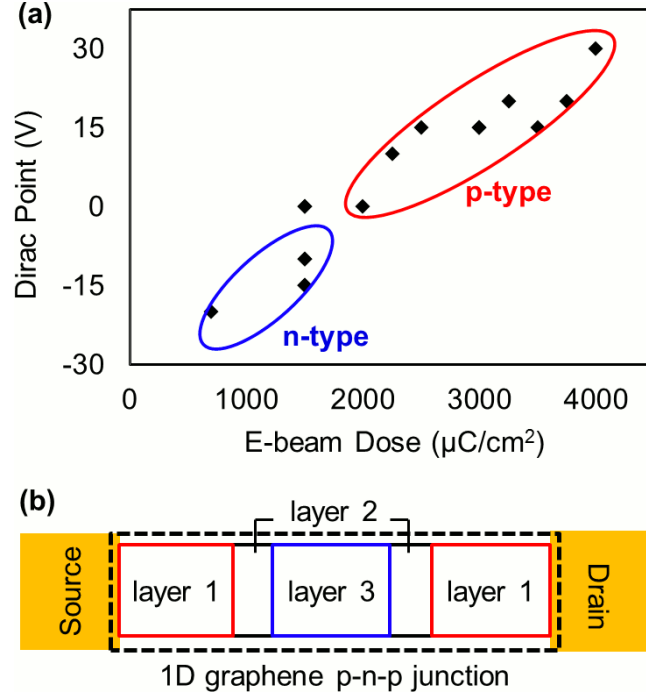 (a)
30
15
0
-15
-30
Dirac Point (V)
p-type
n-type
0 1000 2000 3000 4000
E-beam Dose (μC/cm²)
(b)
layer 2
Source
layer 1 layer 3 layer 1
Drain
1D graphene p-n-p junction